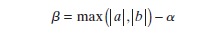 β = max(|a|,|b|) − α